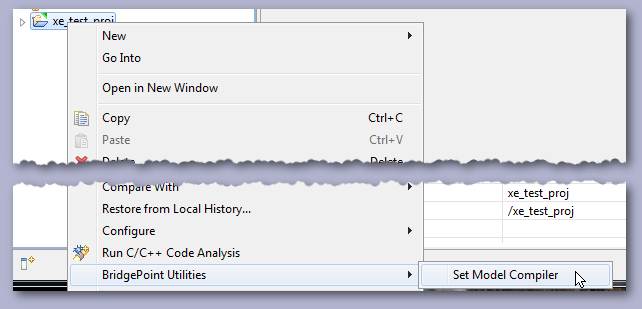 xe_test_proj
New
Go Into
Open in New Window
Copy Ctrl+C
Paste Ctrl+V
Delete Delete
Compare With
Restore from Local History...
Configure
Run C/C++ Code Analysis
BridgePoint Utilities
xe_test_proj
/xe_test_proj
Set Model Compiler